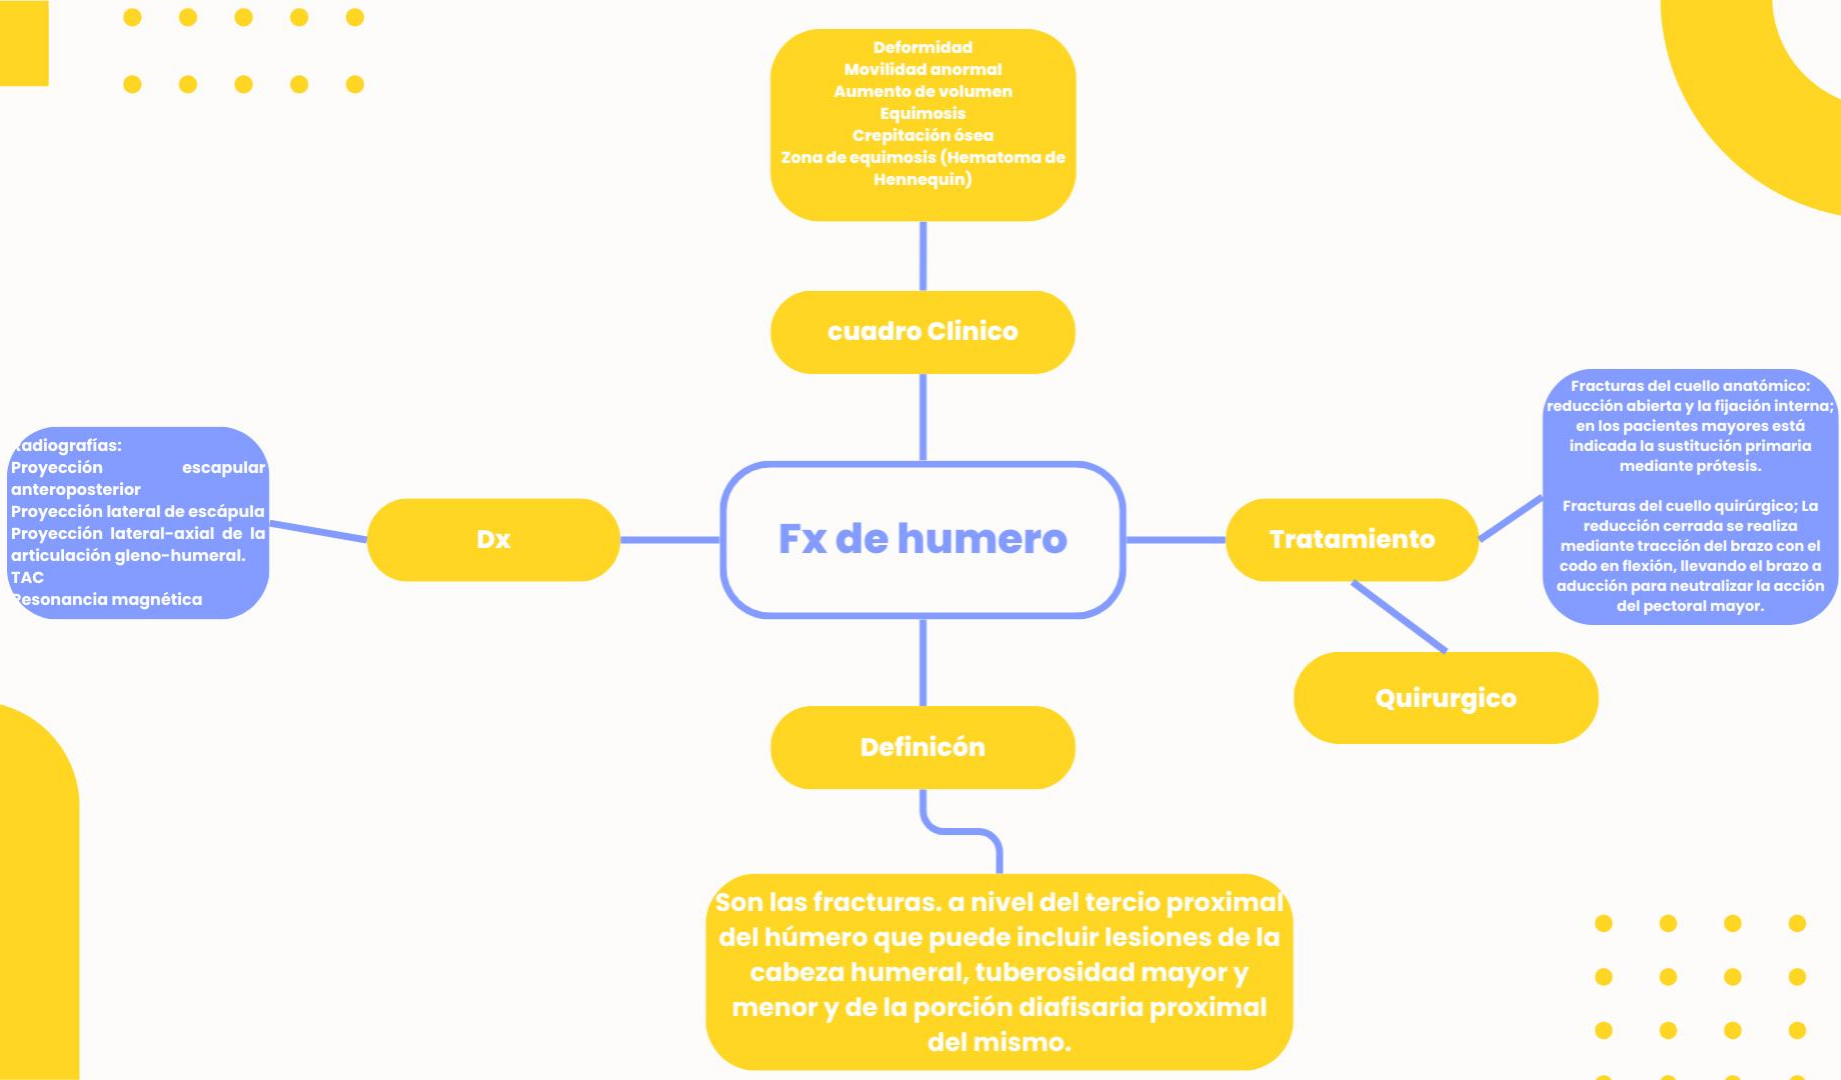 Deformidad
Movilidad anormal
Aumento de volumen
Equimosis
Crepitación ósea
Zona de equimosis (Hematoma de
Hennequin)
cuadro Clinico
Radiografías:
Proyección escapular
anteroposterior
Proyección lateral de escápula
Proyección lateral-axial de la
articulación gleno-humeral.
TAC
Resonancia magnética
Dx
Fx de humero
Tratamiento
Fracturas del cuello anatómico:
reducción abierta y la fijación interna;
en los pacientes mayores está
indicada la sustitución primaria
mediante prótesis.
Fracturas del cuello quirúrgico; La
reducción cerrada se realiza
mediante tracción del brazo con el
codo en flexión, llevando el brazo a
aducción para neutralizar la acción
del pectoral mayor.
Quirurgico
Definicón
Son las fracturas. a nivel del tercio proximal
del húmero que puede incluir lesiones de la
cabeza humeral, tuberosidad mayor y
menor y de la porción diafisaria proximal
del mismo.